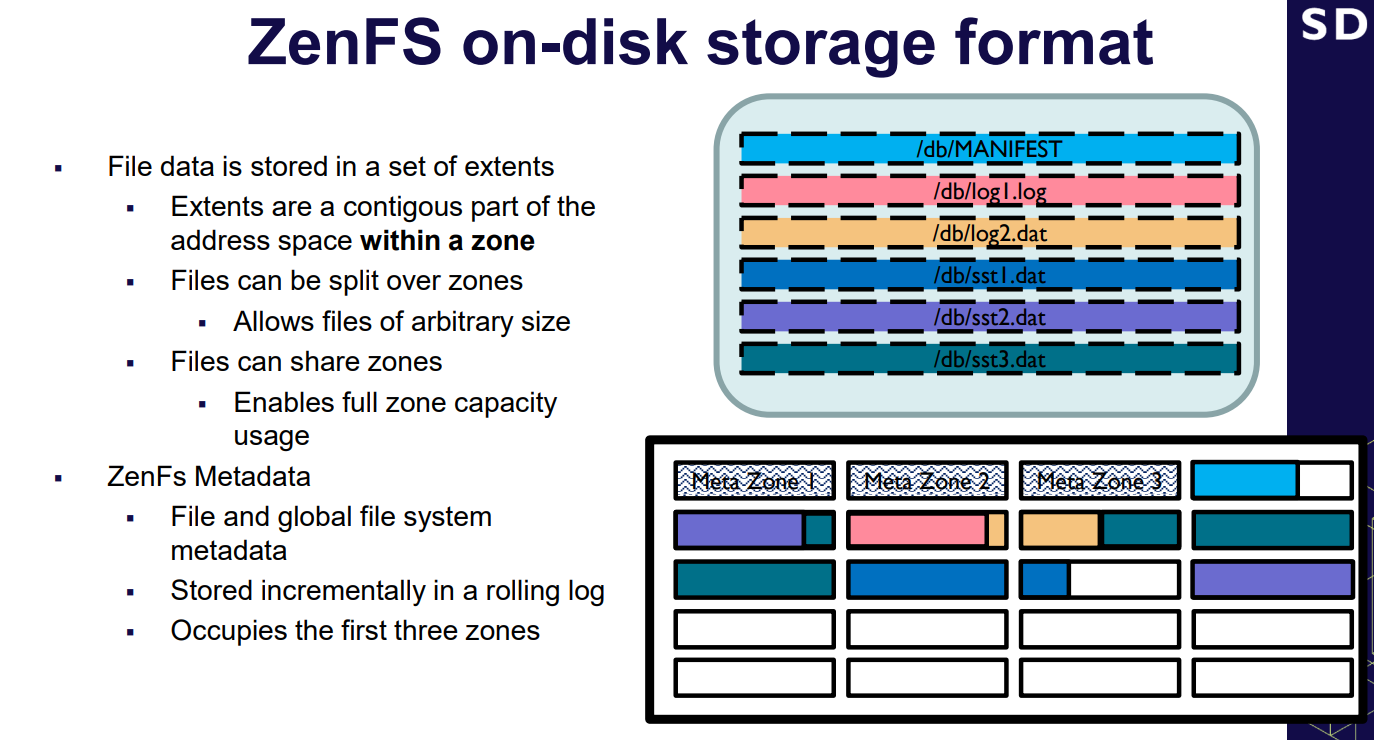 ZenFS on-disk storage format
SD
▪ File data is stored in a set of extents
▪ Extents are a contigous part of the
address space within a zone
▪ Files can be split over zones
▪ Allows files of arbitrary size
▪ Files can share zones
▪ Enables full zone capacity
usage
▪ ZenFs Metadata
▪ File and global file system
metadata
▪ Stored incrementally in a rolling log
▪ Occupies the first three zones
/db/MANIFEST
/db/log1.log
/db/log2.dat
/db/sst1.dat
/db/sst2.dat
/db/sst3.dat
Meta Zone 1 Meta Zone 2 Meta Zone 3